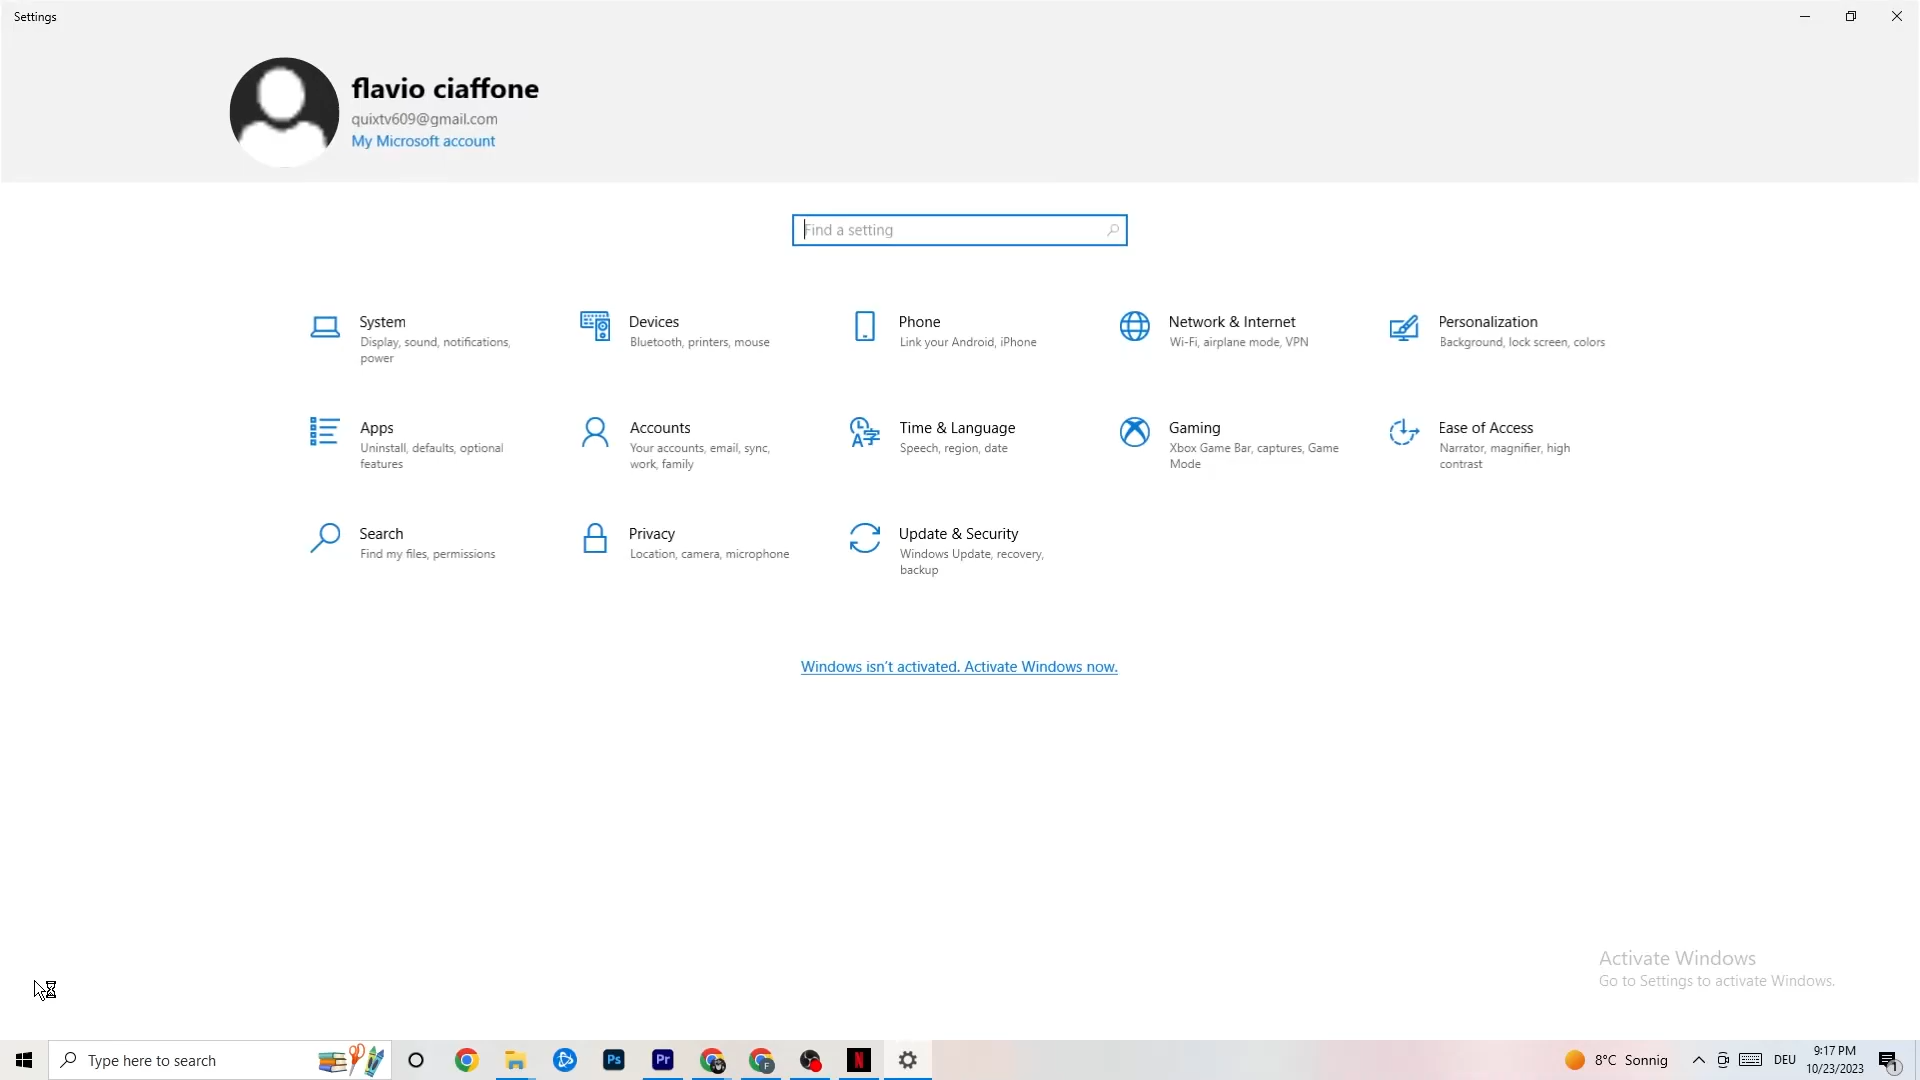 Settings
flavio ciaffone
quixtv609@gmail.com
My Microsoft account
Find a setting
System
Display, sound, notifications,
power
Devices
Bluetooth, printers, mouse
Phone
Link your Android, iPhone
Network & Internet
Wi-Fi, airplane mode, VPN
Personalization
Background, lock screen, colors
Apps
Uninstall, defaults, optional
features
Accounts
Your accounts, email, sync,
work, family
Time & Language
Speech, region, date
Gaming
Xbox Game Bar, captures, Game
Mode
Ease of Access
Narrator, magnifier, high
contrast
Search
Find my files, permissions
Privacy
Location, camera, microphone
Update & Security
Windows Update, recovery,
backup
Windows isn't activated. Activate Windows now.
Activate Windows
Go to Settings to activate Windows.
Type here to search
Ps
Pr
F
N
8°C Sonnig
DEU
9:17 PM
10/23/2023
1